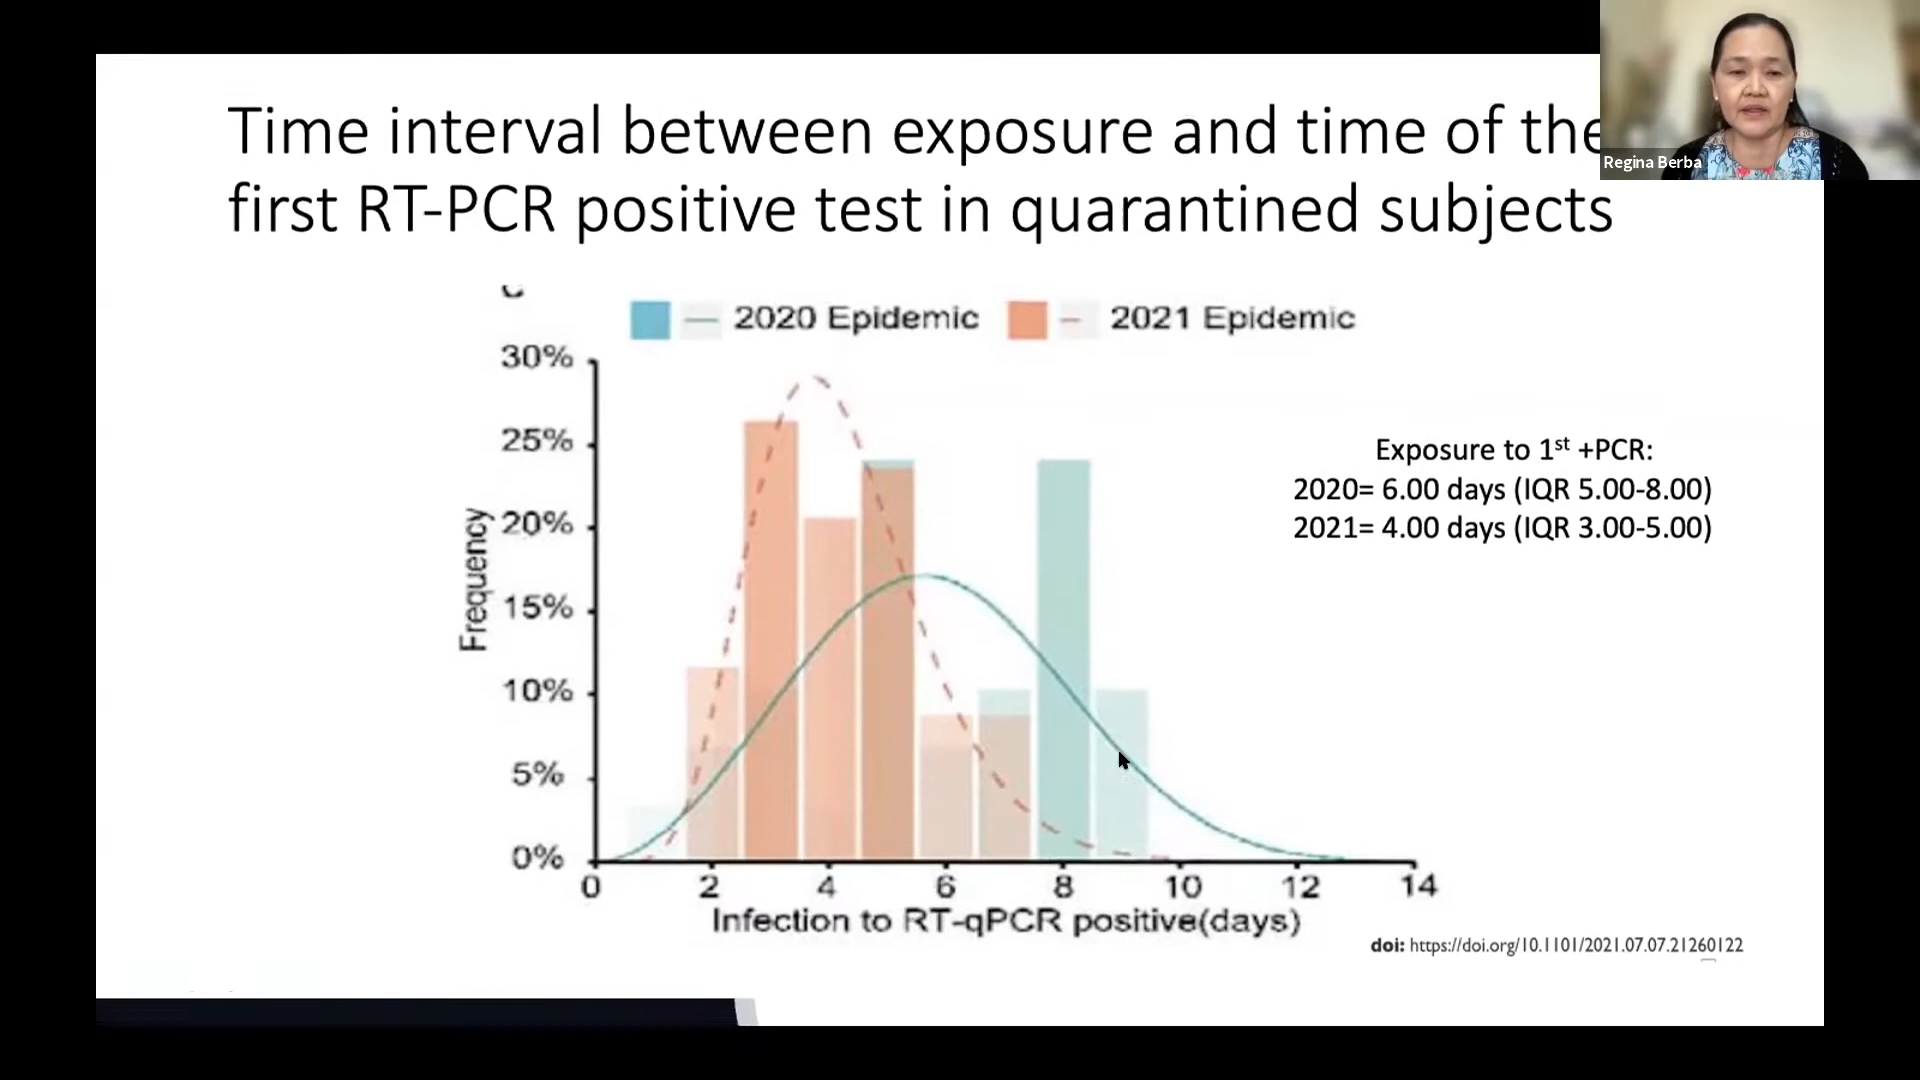 Time interval between exposure and time of the
first RT-PCR positive test in quarantined subjects
Regina Berba
2020 Epidemic
2021 Epidemic
30%
25%
20%
15%
10%
5%
0%
Frequency
0 2 4 6 8 10 12 14
Infection to RT-qPCR positive(days)
Exposure to 1st +PCR:
2020= 6.00 days (IQR 5.00-8.00)
2021= 4.00 days (IQR 3.00-5.00)
doi: https://doi.org/10.1101/2021.07.07.21260122